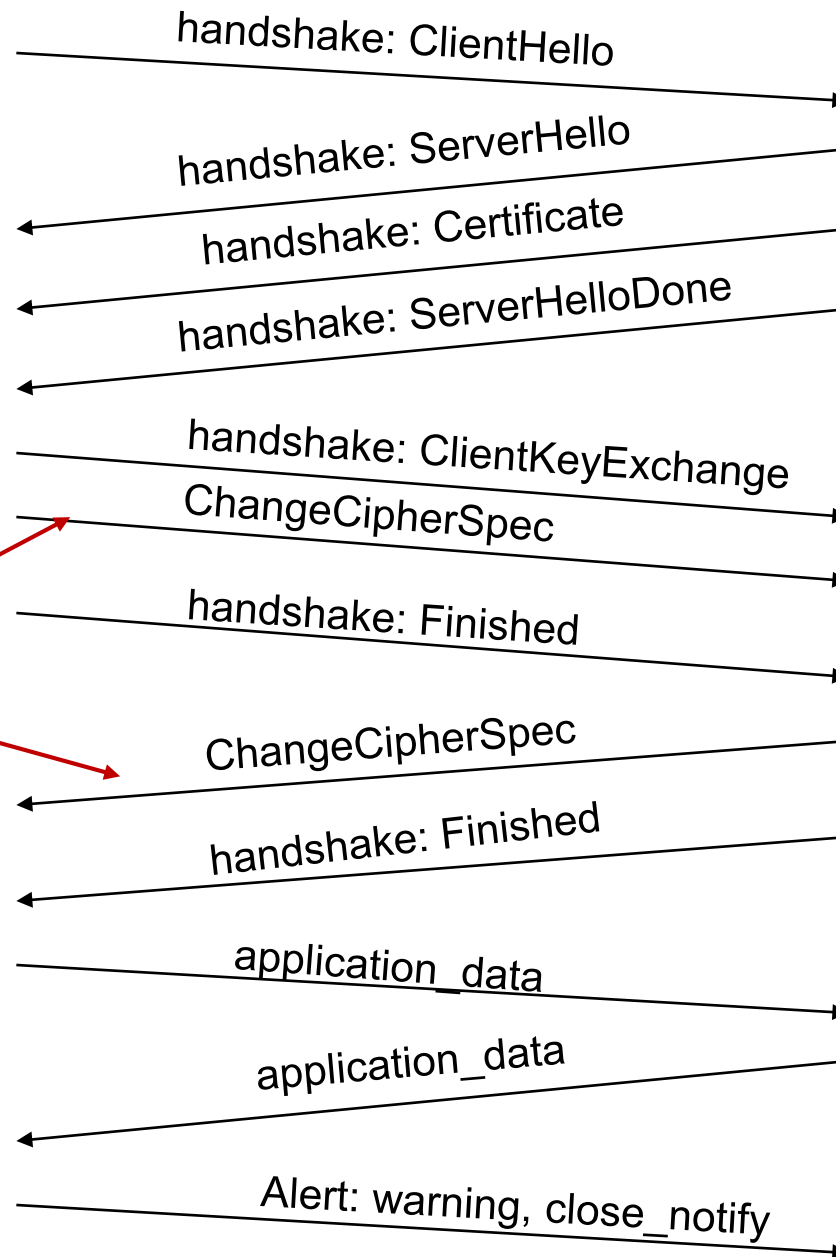 handshake: ClientHello
handshake: ServerHello
handshake: Certificate
handshake: ServerHelloDone
handshake: ClientKeyExchange
ChangeCipherSpec
handshake: Finished
ChangeCipherSpec
handshake: Finished
application_data
application_data
Alert: warning, close_notify